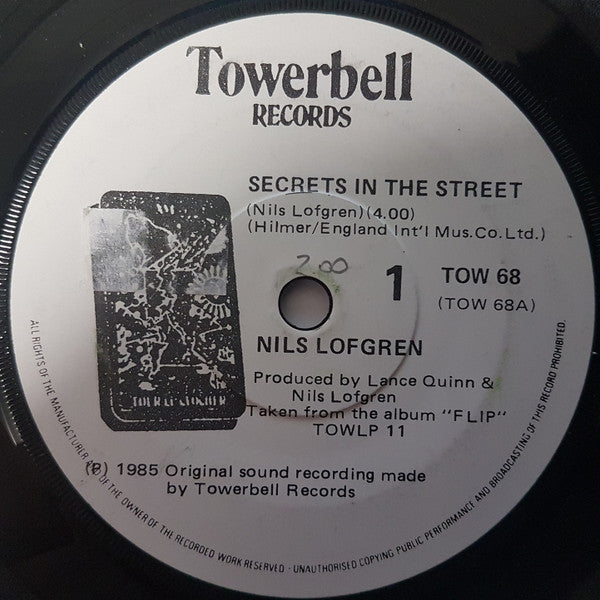 Towerbell
RECORDS
SECRETS IN THE STREET
(Nils Lofgren)(4.00)
(Hilmer/England Int'l Mus.Co.Ltd.)
2.00
1
TOW 68
(TOW 68A)
NILS LOFGREN
Produced by Lance Quinn &
Nils Lofgren
Taken from the album "FLIP"
TOWLP 11
(P) 1985 Original sound recording made
by Towerbell Records
ALL RIGHTS OF THE MANUFACTURER AND OF THE OWNER OF THE RECORDED WORK RESERVED - UNAUTHORISED COPYING PUBLIC PERFORMANCE AND BROADCASTING OF THIS RECORD PROHIBITED.